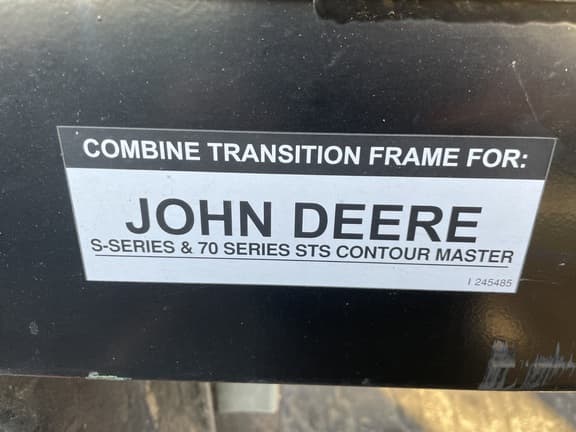 COMBINE TRANSITION FRAME FOR:
JOHN DEERE
S-SERIES & 70 SERIES STS CONTOUR MASTER
I 245485